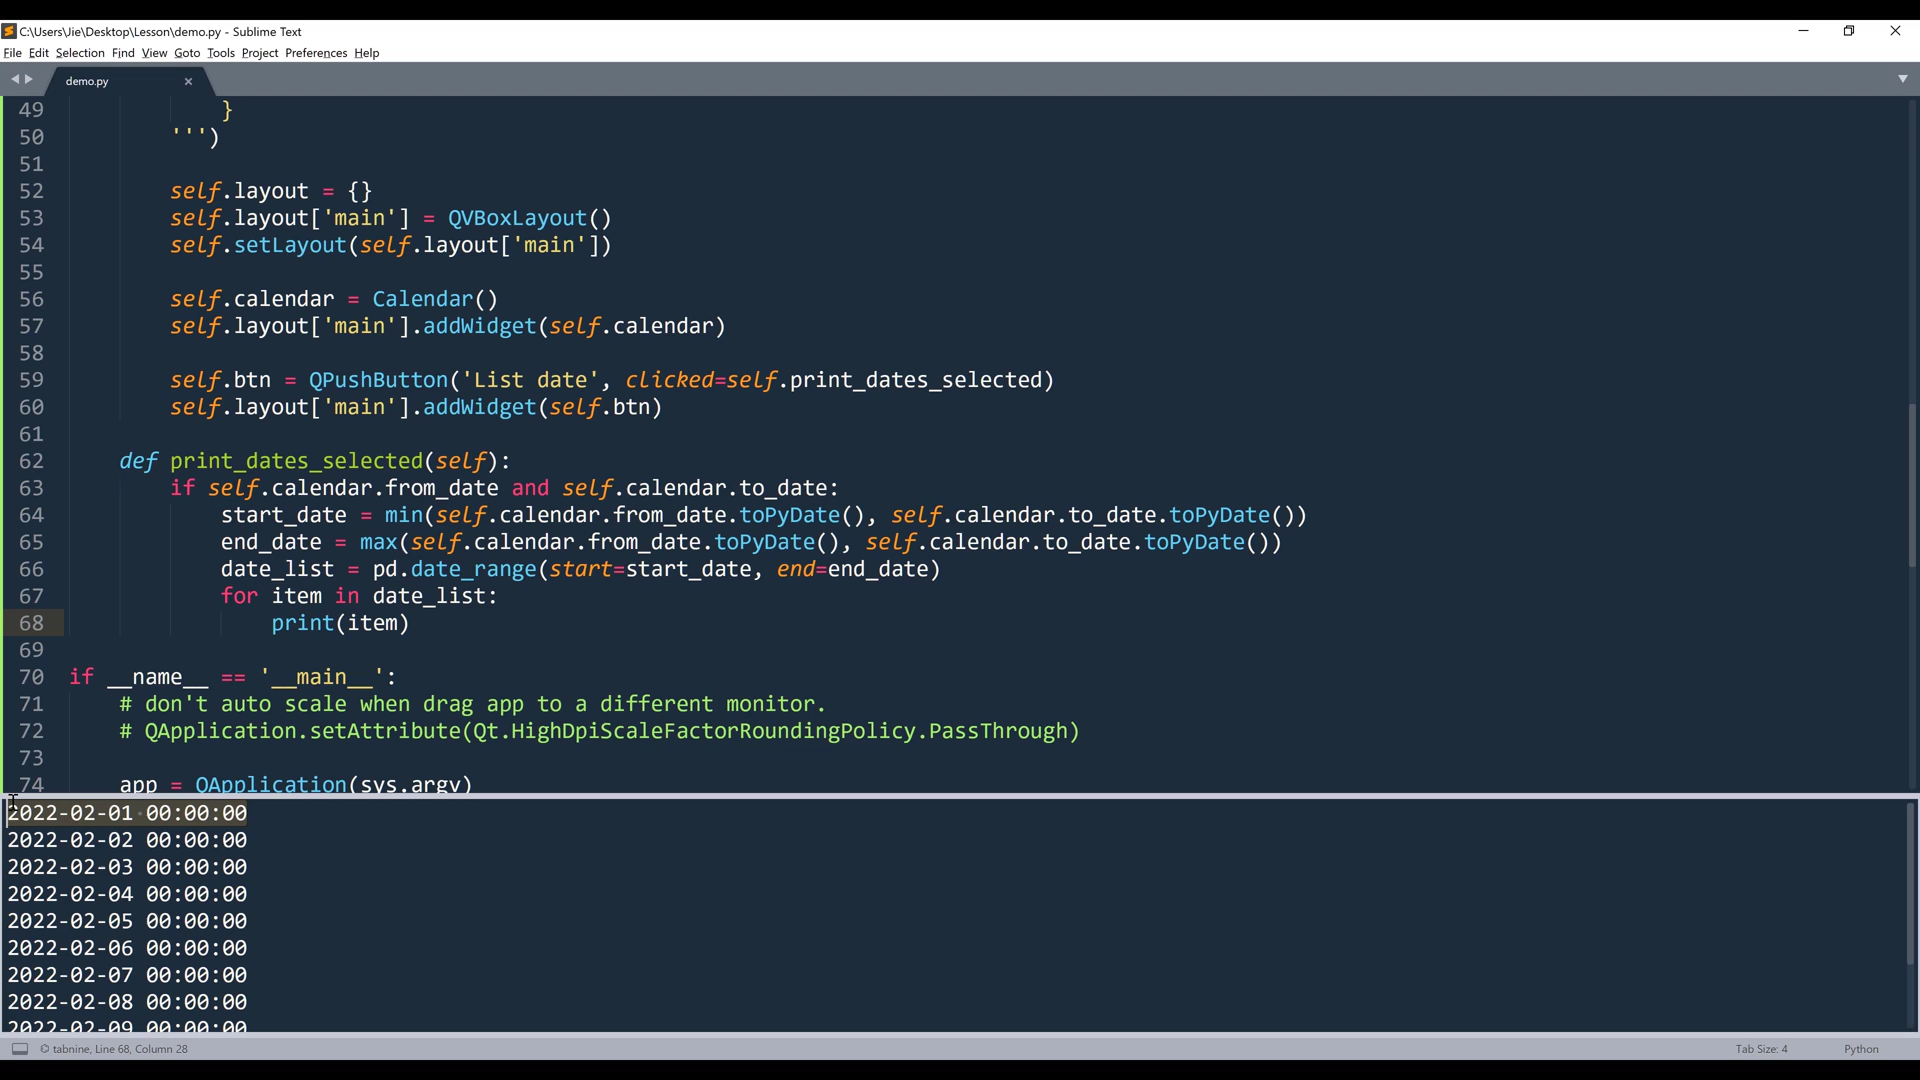 C:\Users\Jie\Desktop\Lesson\demo.py - Sublime Text
File Edit Selection Find View Goto Tools Project Preferences Help
demo.py
49 }
50 ''')
51
52 self.layout = {}
53 self.layout['main'] = QVBoxLayout()
54 self.setLayout(self.layout['main'])
55
56 self.calendar = Calendar()
57 self.layout['main'].addWidget(self.calendar)
58
59 self.btn = QPushButton('List date', clicked=self.print_dates_selected)
60 self.layout['main'].addWidget(self.btn)
61
62 def print_dates_selected(self):
63 if self.calendar.from_date and self.calendar.to_date:
64 start_date = min(self.calendar.from_date.toPyDate(), self.calendar.to_date.toPyDate())
65 end_date = max(self.calendar.from_date.toPyDate(), self.calendar.to_date.toPyDate())
66 date_list = pd.date_range(start=start_date, end=end_date)
67 for item in date_list:
68 print(item)
69
70 if __name__ == '__main__':
71 # don't auto scale when drag app to a different monitor.
72 # QApplication.setAttribute(Qt.HighDpiScaleFactorRoundingPolicy.PassThrough)
73
74 app = QApplication(sys.argv)
2022-02-01 00:00:00
2022-02-02 00:00:00
2022-02-03 00:00:00
2022-02-04 00:00:00
2022-02-05 00:00:00
2022-02-06 00:00:00
2022-02-07 00:00:00
2022-02-08 00:00:00
2022-02-09 00:00:00
tabnine, Line 68, Column 28 Tab Size: 4 Python